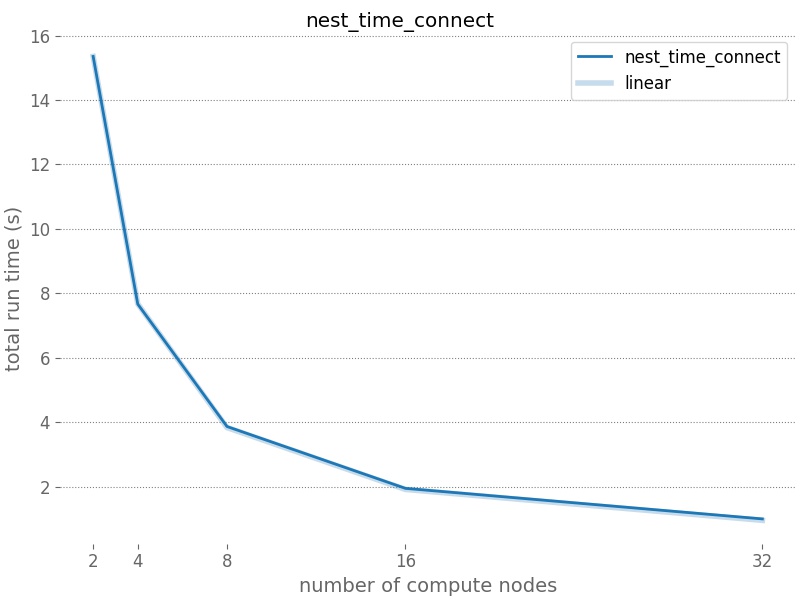 nest_time_connect
nest_time_connect
linear
total run time (s)
16
14
12
10
8
6
4
2
2 4 8 16 32
number of compute nodes